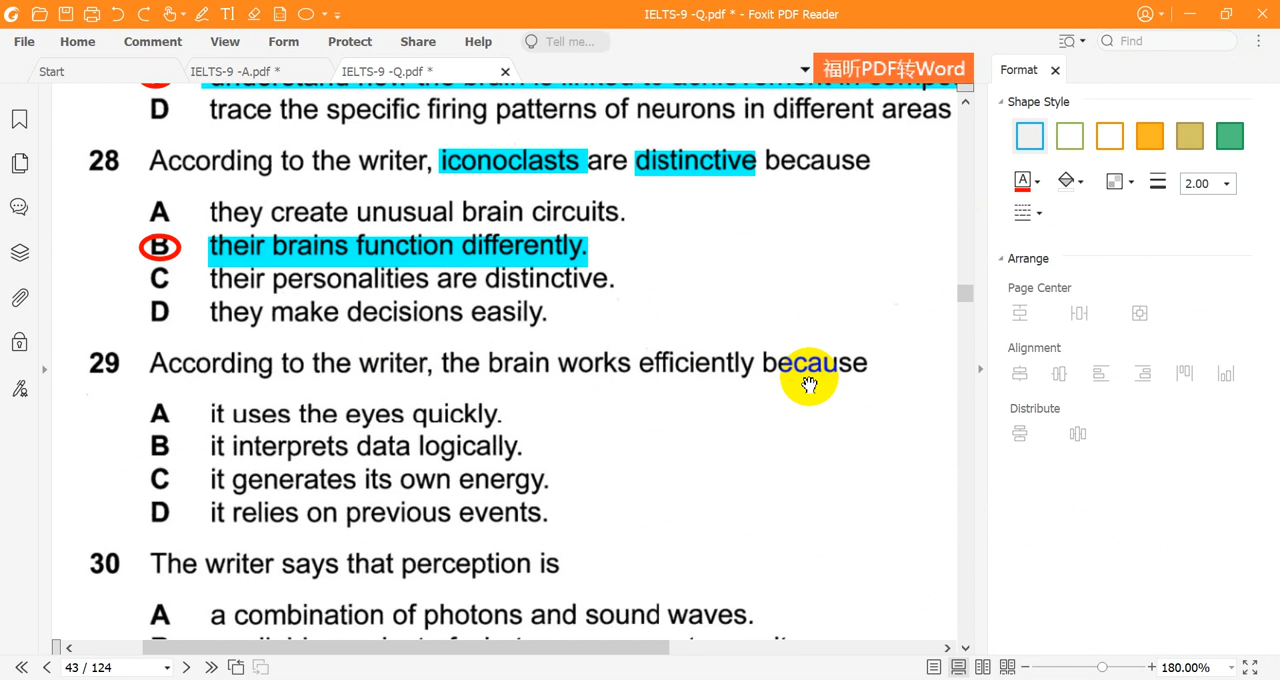 IELTS-9 -Q.pdf * - Foxit PDF Reader
File Home Comment View Form Protect Share Help Tell me... Find
Start IELTS-9 -A.pdf * IELTS-9 -Q.pdf * 福昕PDF转Word Format
D trace the specific firing patterns of neurons in different areas
28 According to the writer, iconoclasts are distinctive because
A they create unusual brain circuits.
B their brains function differently.
C their personalities are distinctive.
D they make decisions easily.
29 According to the writer, the brain works efficiently because
A it uses the eyes quickly.
B it interprets data logically.
C it generates its own energy.
D it relies on previous events.
30 The writer says that perception is
A a combination of photons and sound waves.
Shape Style
2.00
Arrange
Page Center
Alignment
Distribute
43 / 124
180.00%